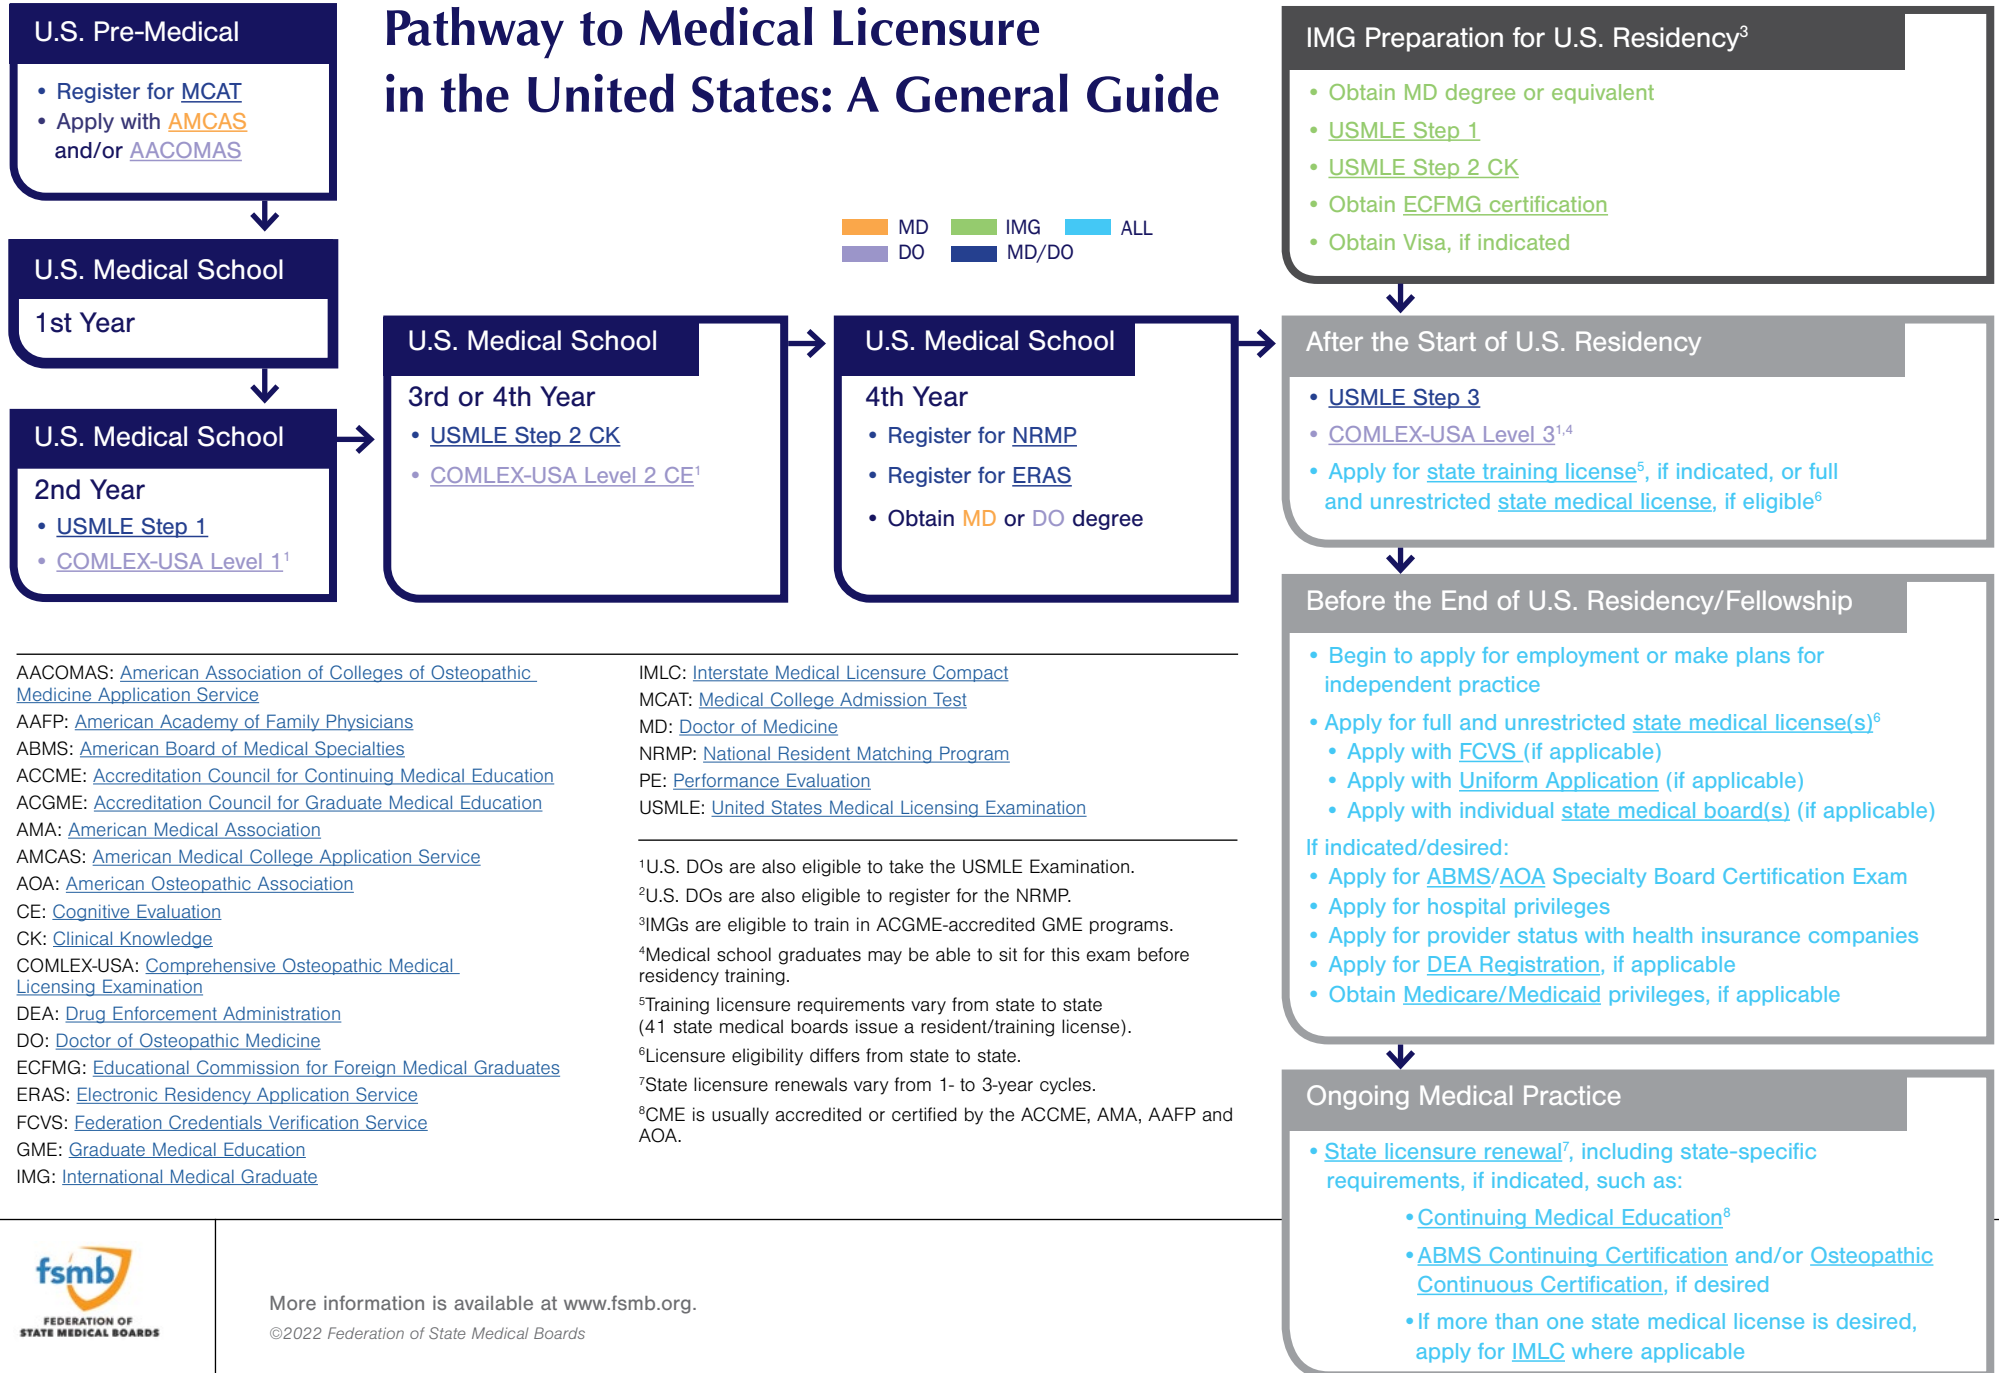 Pathway to Medical Licensure
in the United States: A General Guide
U.S. Pre-Medical
• Register for MCAT
• Apply with AMCAS
and/or AACOMAS
U.S. Medical School
1st Year
U.S. Medical School
2nd Year
• USMLE Step 1
• COMLEX-USA Level 1¹
MD
IMG
ALL
DO
MD/DO
U.S. Medical School
3rd or 4th Year
• USMLE Step 2 CK
• COMLEX-USA Level 2 CE¹
U.S. Medical School
4th Year
• Register for NRMP
• Register for ERAS
• Obtain MD or DO degree
IMG Preparation for U.S. Residency³
• Obtain MD degree or equivalent
• USMLE Step 1
• USMLE Step 2 CK
• Obtain ECFMG certification
• Obtain Visa, if indicated
After the Start of U.S. Residency
• USMLE Step 3
• COMLEX-USA Level 3¹,⁴
• Apply for state training license⁵, if indicated, or full
and unrestricted state medical license, if eligible⁶
Before the End of U.S. Residency/Fellowship
• Begin to apply for employment or make plans for
independent practice
• Apply for full and unrestricted state medical license(s)⁶
• Apply with FCVS (if applicable)
• Apply with Uniform Application (if applicable)
• Apply with individual state medical board(s) (if applicable)
If indicated/desired:
• Apply for ABMS/AOA Specialty Board Certification Exam
• Apply for hospital privileges
• Apply for provider status with health insurance companies
• Apply for DEA Registration, if applicable
• Obtain Medicare/Medicaid privileges, if applicable
Ongoing Medical Practice
• State licensure renewal⁷, including state-specific
requirements, if indicated, such as:
• Continuing Medical Education⁸
• ABMS Continuing Certification and/or Osteopathic
Continuous Certification, if desired
• If more than one state medical license is desired,
apply for IMLC where applicable
AACOMAS: American Association of Colleges of Osteopathic
Medicine Application Service
AAFP: American Academy of Family Physicians
ABMS: American Board of Medical Specialties
ACCME: Accreditation Council for Continuing Medical Education
ACGME: Accreditation Council for Graduate Medical Education
AMA: American Medical Association
AMCAS: American Medical College Application Service
AOA: American Osteopathic Association
CE: Cognitive Evaluation
CK: Clinical Knowledge
COMLEX-USA: Comprehensive Osteopathic Medical
Licensing Examination
DEA: Drug Enforcement Administration
DO: Doctor of Osteopathic Medicine
ECFMG: Educational Commission for Foreign Medical Graduates
ERAS: Electronic Residency Application Service
FCVS: Federation Credentials Verification Service
GME: Graduate Medical Education
IMG: International Medical Graduate
IMLC: Interstate Medical Licensure Compact
MCAT: Medical College Admission Test
MD: Doctor of Medicine
NRMP: National Resident Matching Program
PE: Performance Evaluation
USMLE: United States Medical Licensing Examination
¹U.S. DOs are also eligible to take the USMLE Examination.
²U.S. DOs are also eligible to register for the NRMP.
³IMGs are eligible to train in ACGME-accredited GME programs.
⁴Medical school graduates may be able to sit for this exam before
residency training.
⁵Training licensure requirements vary from state to state
(41 state medical boards issue a resident/training license).
⁶Licensure eligibility differs from state to state.
⁷State licensure renewals vary from 1- to 3-year cycles.
⁸CME is usually accredited or certified by the ACCME, AMA, AAFP and
AOA.
fsmb
FEDERATION OF
STATE MEDICAL BOARDS
More information is available at www.fsmb.org.
©2022 Federation of State Medical Boards